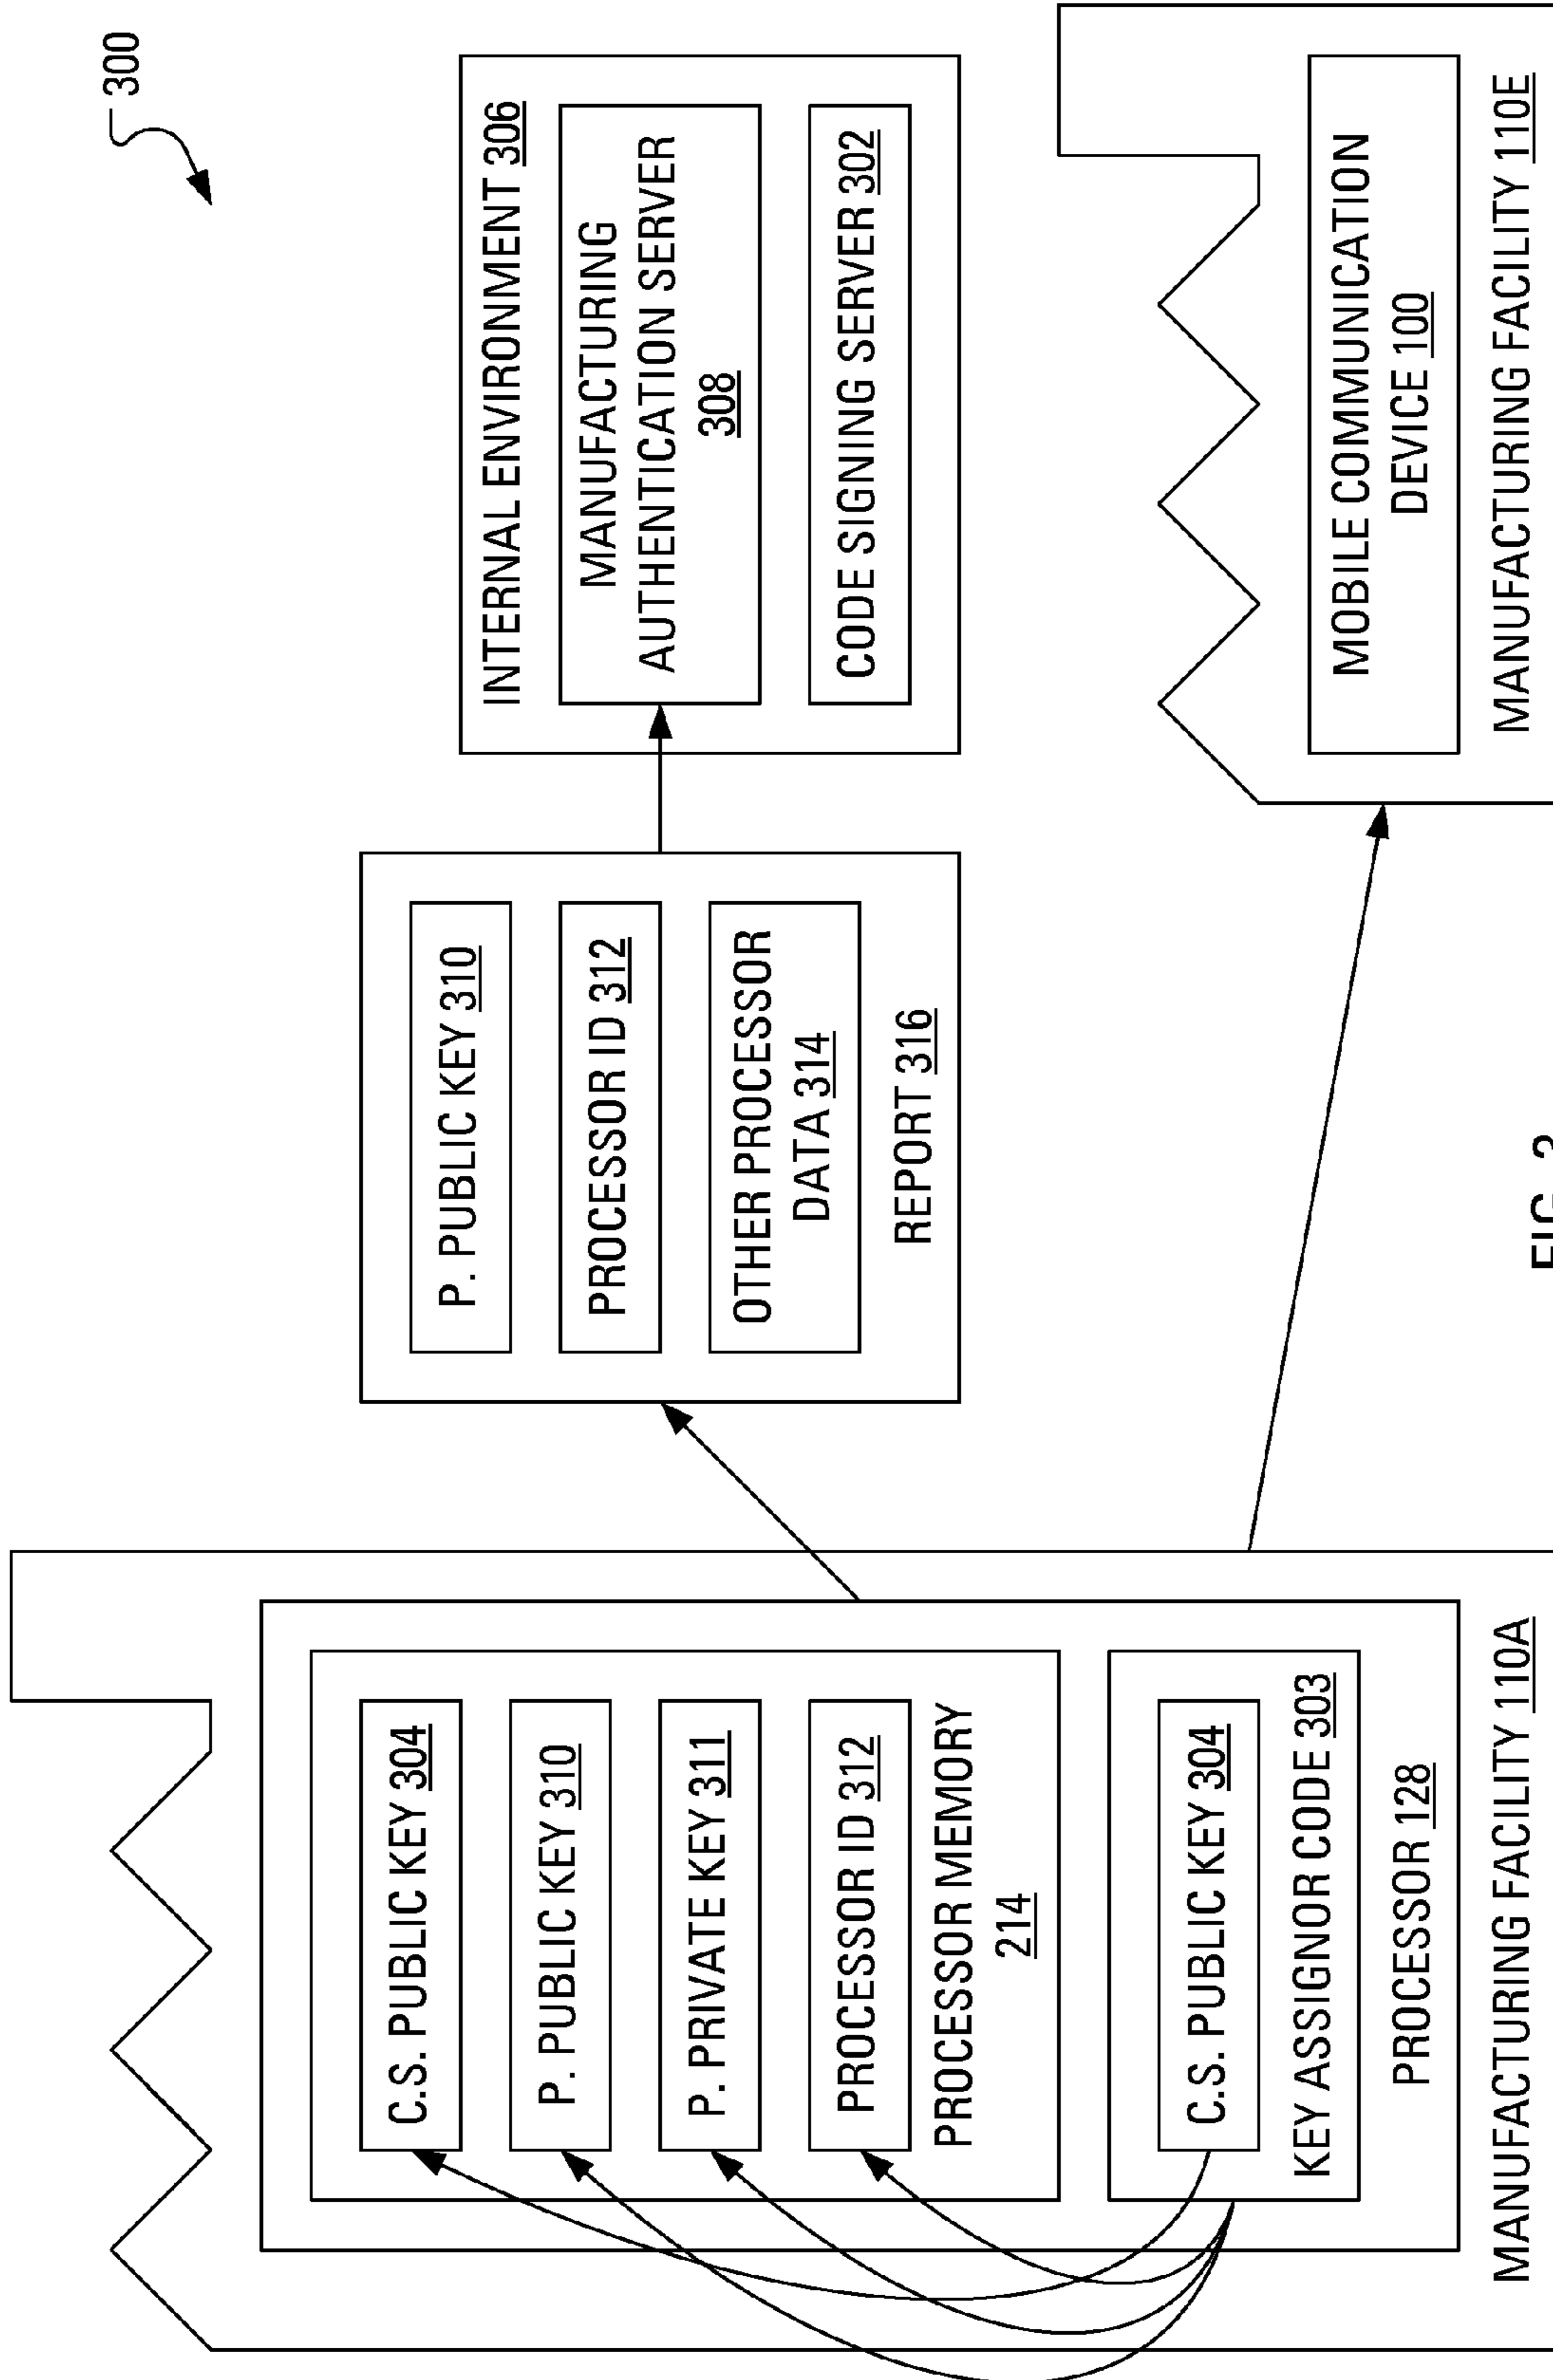 300
C.S. PUBLIC KEY 304
P. PUBLIC KEY 310
P. PRIVATE KEY 311
PROCESSOR ID 312
PROCESSOR MEMORY
214
C.S. PUBLIC KEY 304
KEY ASSIGNOR CODE 303
PROCESSOR 128
MANUFACTURING FACILITY 110A
P. PUBLIC KEY 310
PROCESSOR ID 312
OTHER PROCESSOR
DATA 314
REPORT 316
INTERNAL ENVIRONMENT 306
MANUFACTURING
AUTHENTICATION SERVER
308
CODE SIGNING SERVER 302
MOBILE COMMUNICATION
DEVICE 100
MANUFACTURING FACILITY 110E